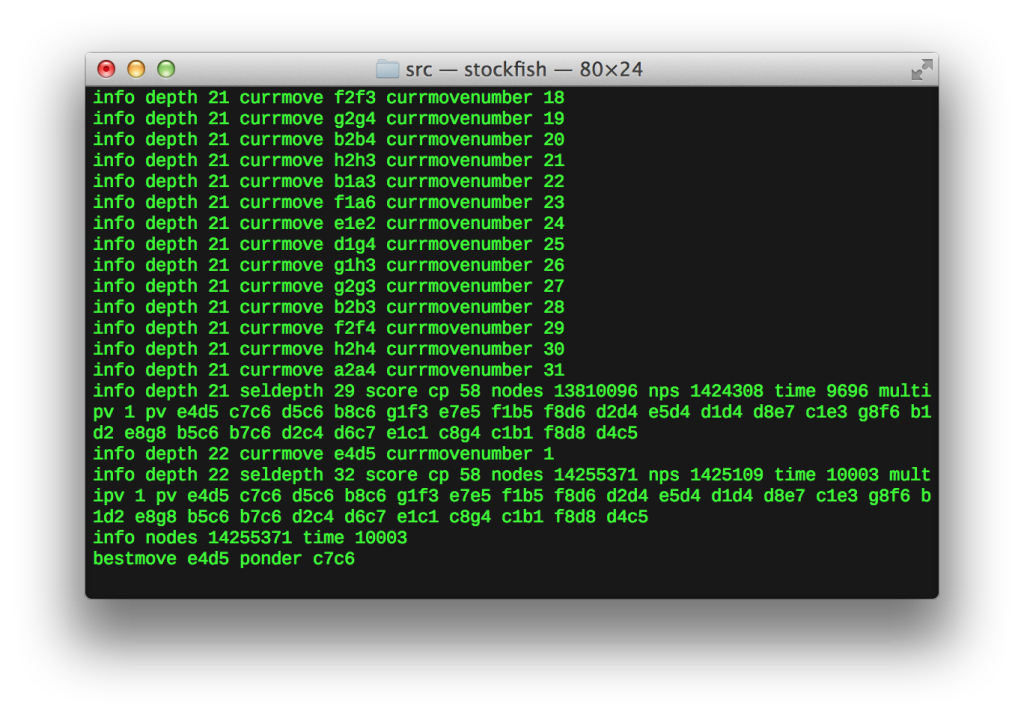 src — stockfish — 80×24
info depth 21 currmove f2f3 currmovenumber 18
info depth 21 currmove g2g4 currmovenumber 19
info depth 21 currmove b2b4 currmovenumber 20
info depth 21 currmove h2h3 currmovenumber 21
info depth 21 currmove b1a3 currmovenumber 22
info depth 21 currmove f1a6 currmovenumber 23
info depth 21 currmove e1e2 currmovenumber 24
info depth 21 currmove d1g4 currmovenumber 25
info depth 21 currmove g1h3 currmovenumber 26
info depth 21 currmove g2g3 currmovenumber 27
info depth 21 currmove b2b3 currmovenumber 28
info depth 21 currmove f2f4 currmovenumber 29
info depth 21 currmove h2h4 currmovenumber 30
info depth 21 currmove a2a4 currmovenumber 31
info depth 21 seldepth 29 score cp 58 nodes 13810096 nps 1424308 time 9696 multi
pv 1 pv e4d5 c7c6 d5c6 b8c6 g1f3 e7e5 f1b5 f8d6 d2d4 e5d4 d1d4 d8e7 c1e3 g8f6 b1
d2 e8g8 b5c6 b7c6 d2c4 d6c7 e1c1 c8g4 c1b1 f8d8 d4c5
info depth 22 currmove e4d5 currmovenumber 1
info depth 22 seldepth 32 score cp 58 nodes 14255371 nps 1425109 time 10003 mult
ipv 1 pv e4d5 c7c6 d5c6 b8c6 g1f3 e7e5 f1b5 f8d6 d2d4 e5d4 d1d4 d8e7 c1e3 g8f6 b
1d2 e8g8 b5c6 b7c6 d2c4 d6c7 e1c1 c8g4 c1b1 f8d8 d4c5
info nodes 14255371 time 10003
bestmove e4d5 ponder c7c6